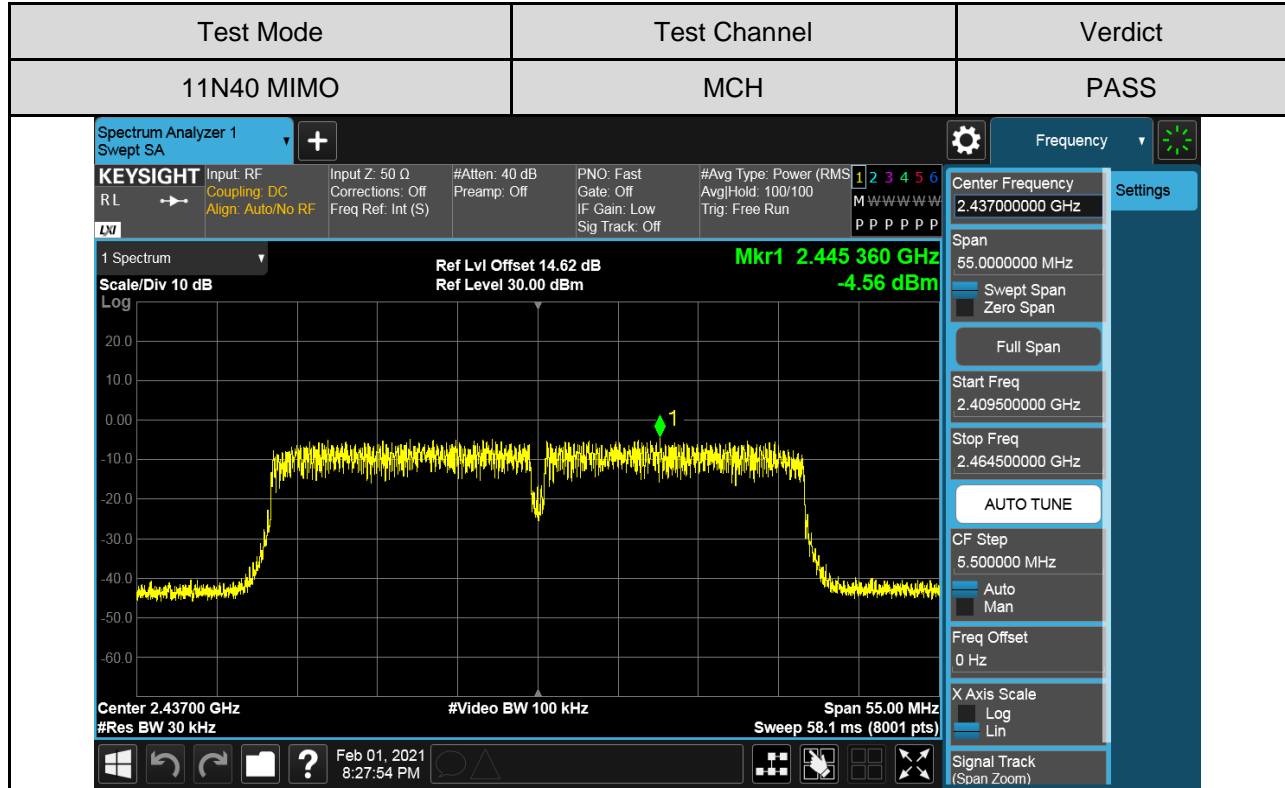 Test Mode Test Channel Verdict
11N40 MIMO MCH PASS
Spectrum Analyzer 1
Swept SA
+
Frequency
KEYSIGHT Input: RF Input Z: 50 Ω #Atten: 40 dB PNO: Fast #Avg Type: Power (RMS 1 2 3 4 5 6
R L Coupling: DC Corrections: Off Preamp: Off Gate: Off Avg|Hold: 100/100 M W W W W W
Align: Auto/No RF Freq Ref: Int (S) IF Gain: Low Trig: Free Run
LXI Sig Track: Off P P P P P P
1 Spectrum Ref Lvl Offset 14.62 dB Mkr1 2.445 360 GHz
Scale/Div 10 dB Ref Level 30.00 dBm -4.56 dBm
Log
20.0
10.0
0.00
-10.0
-20.0
-30.0
-40.0
-50.0
-60.0
1
Center 2.43700 GHz #Video BW 100 kHz Span 55.00 MHz
#Res BW 30 kHz Sweep 58.1 ms (8001 pts)
Center Frequency
2.437000000 GHz
Settings
Span
55.0000000 MHz
Swept Span
Zero Span
Full Span
Start Freq
2.409500000 GHz
Stop Freq
2.464500000 GHz
AUTO TUNE
CF Step
5.500000 MHz
Auto
Man
Freq Offset
0 Hz
X Axis Scale
Log
Lin
Signal Track
(Span Zoom)
?
Feb 01, 2021
8:27:54 PM